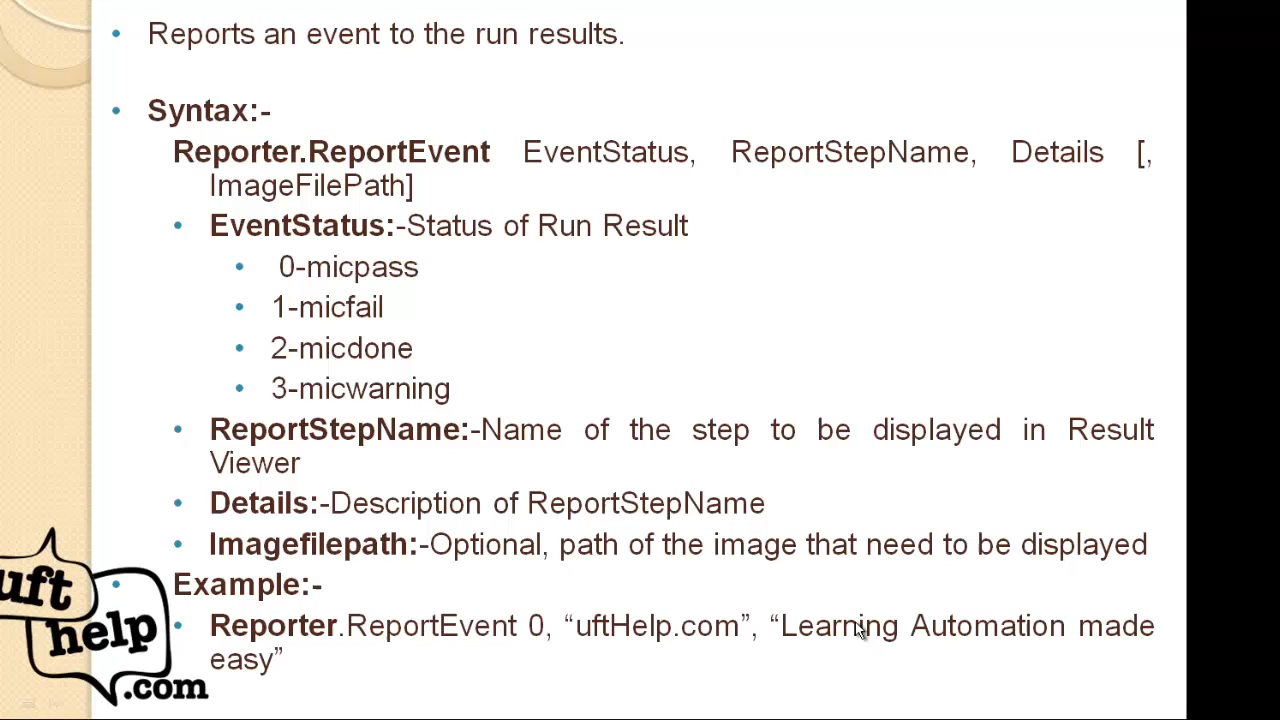 Reports an event to the run results.
Syntax:-
Reporter.ReportEvent EventStatus, ReportStepName, Details [,
ImageFilePath]
EventStatus:-Status of Run Result
0-micpass
1-micfail
2-micdone
3-micwarning
ReportStepName:-Name of the step to be displayed in Result
Viewer
Details:-Description of ReportStepName
Imagefilepath:-Optional, path of the image that need to be displayed
Example:-
Reporter.ReportEvent 0, “uftHelp.com”, “Learning Automation made
easy”
uft
help
.com